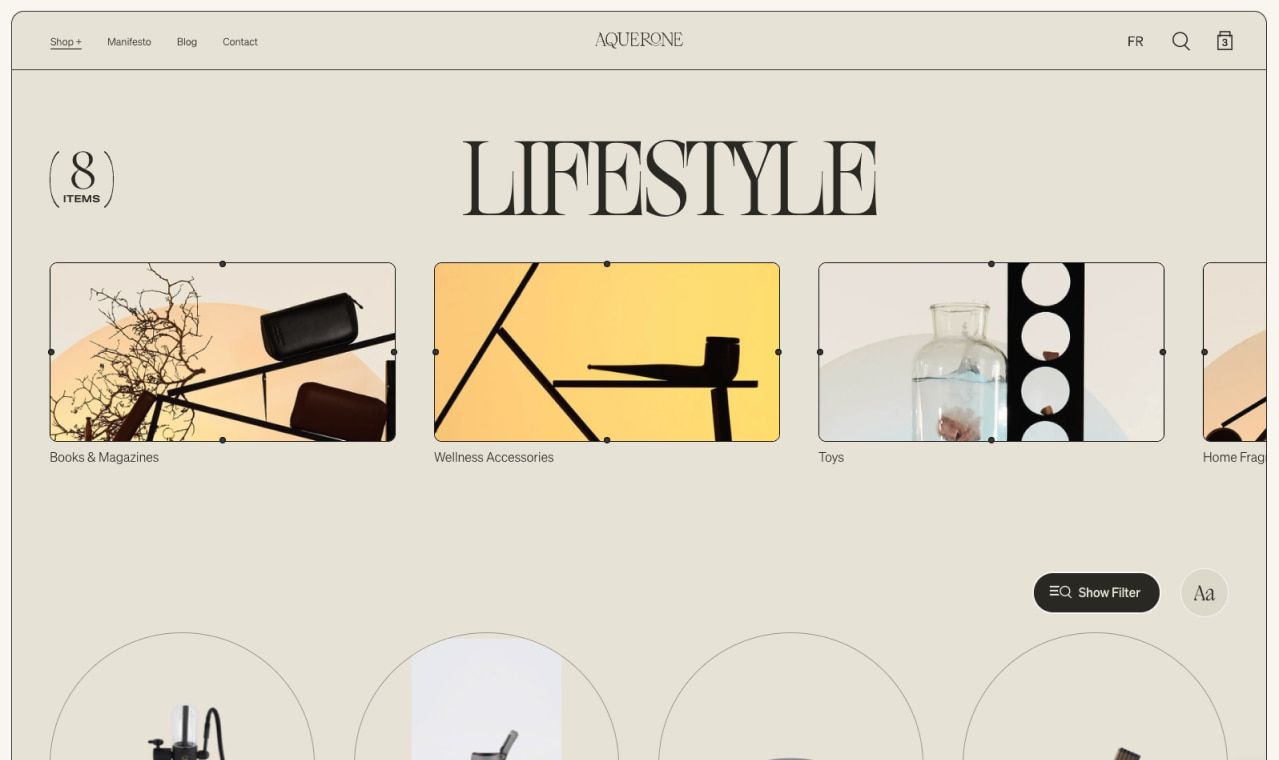 Shop +
Manifesto
Blog
Contact
AQUERONE
FR
3
8
ITEMS
LIFESTYLE
Books & Magazines
Wellness Accessories
Toys
Home Frag
Show Filter
Aa